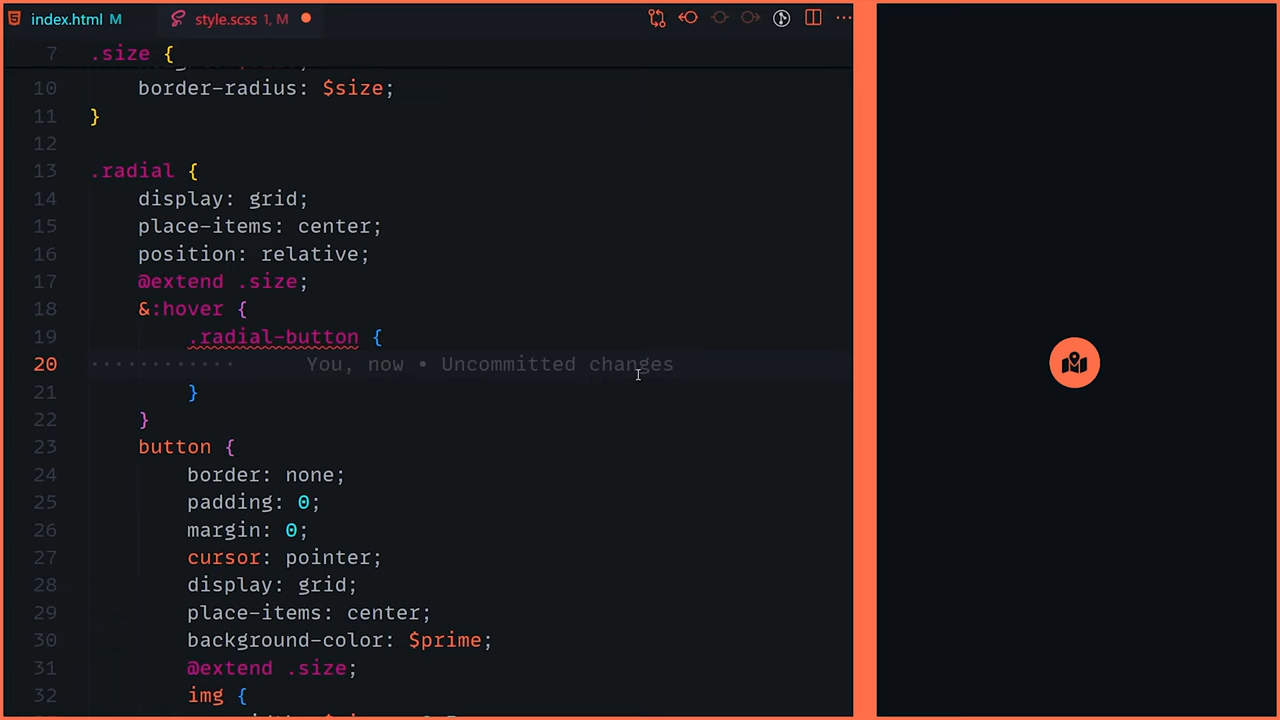 index.html M
style.scss 1, M
7 .size {
10 border-radius: $size;
11 }
12
13 .radial {
14 display: grid;
15 place-items: center;
16 position: relative;
17 @extend .size;
18 &:hover {
19 .radial-button {
20 You, now • Uncommitted changes
21 }
22 }
23 button {
24 border: none;
25 padding: 0;
26 margin: 0;
27 cursor: pointer;
28 display: grid;
29 place-items: center;
30 background-color: $prime;
31 @extend .size;
32 img {